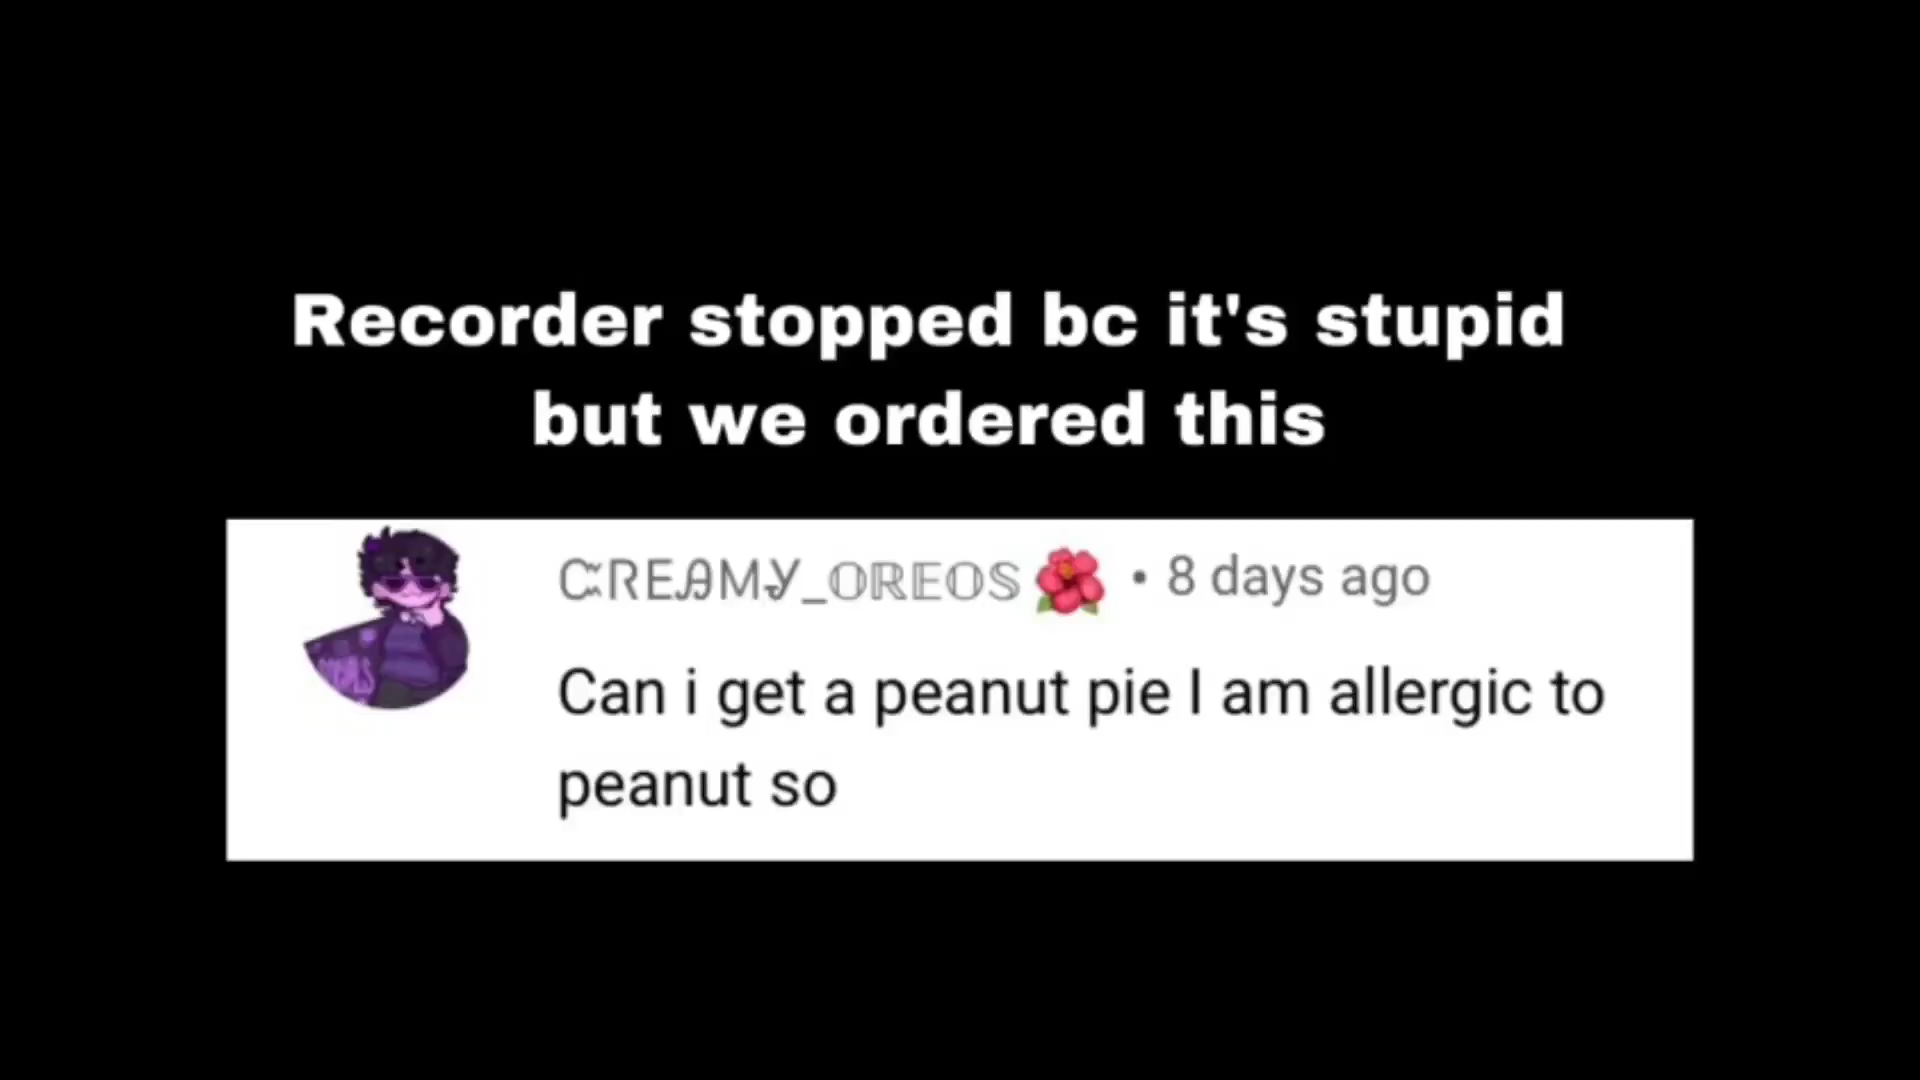 Recorder stopped bc it's stupid
but we ordered this
CREAMY_𝕆ℝ𝔼𝕆𝕊🌺 • 8 days ago
Can i get a peanut pie I am allergic to
peanut so